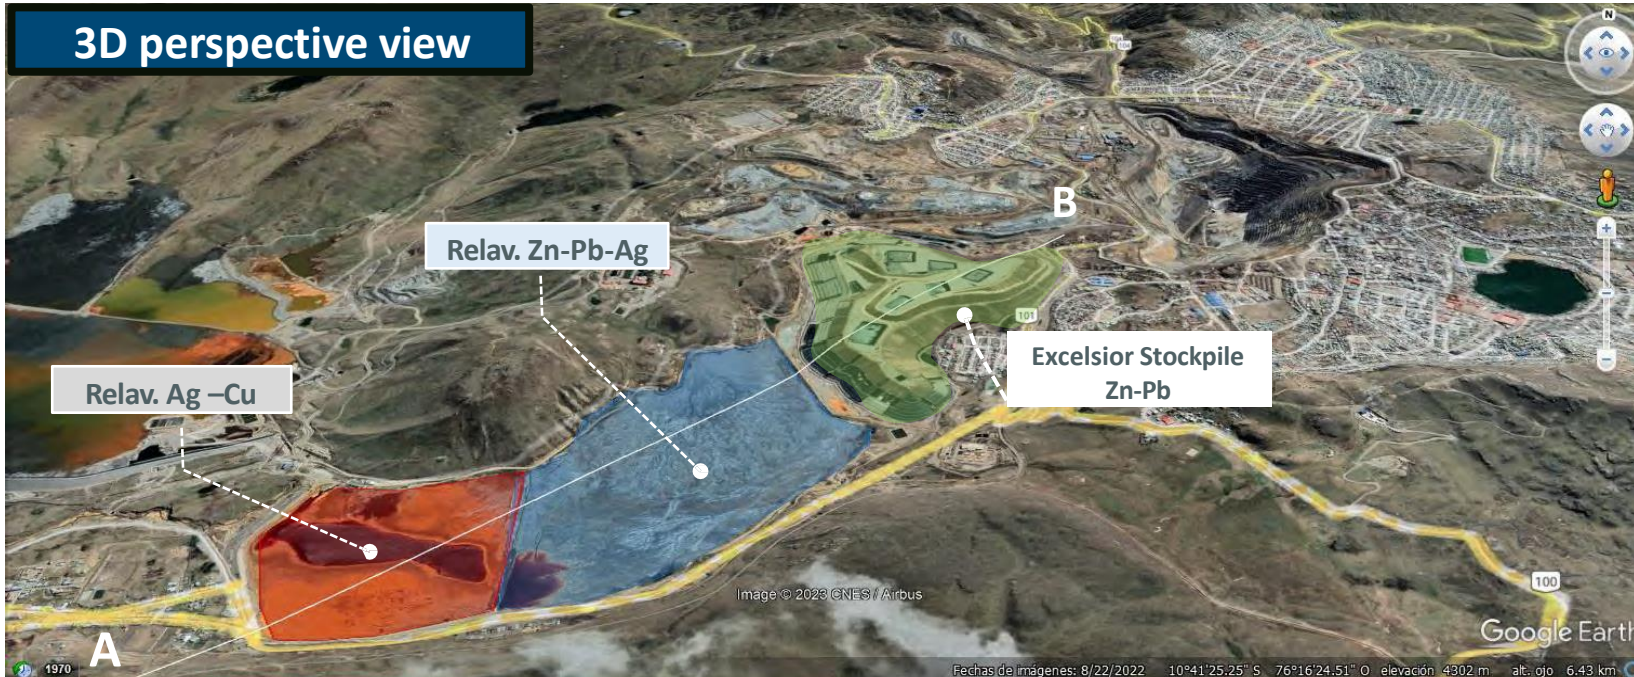 3D perspective view
N
104
104
B
Relav. Zn-Pb-Ag
101
Excelsior Stockpile
Zn-Pb
Relav. Ag –Cu
100
Image © 2023 CNES / Airbus
A
Google Earth
1970
Fechas de imágenes: 8/22/2022 10°41'25.25" S 76°16'24.51" O elevación 4302 m alt. ojo 6.43 km